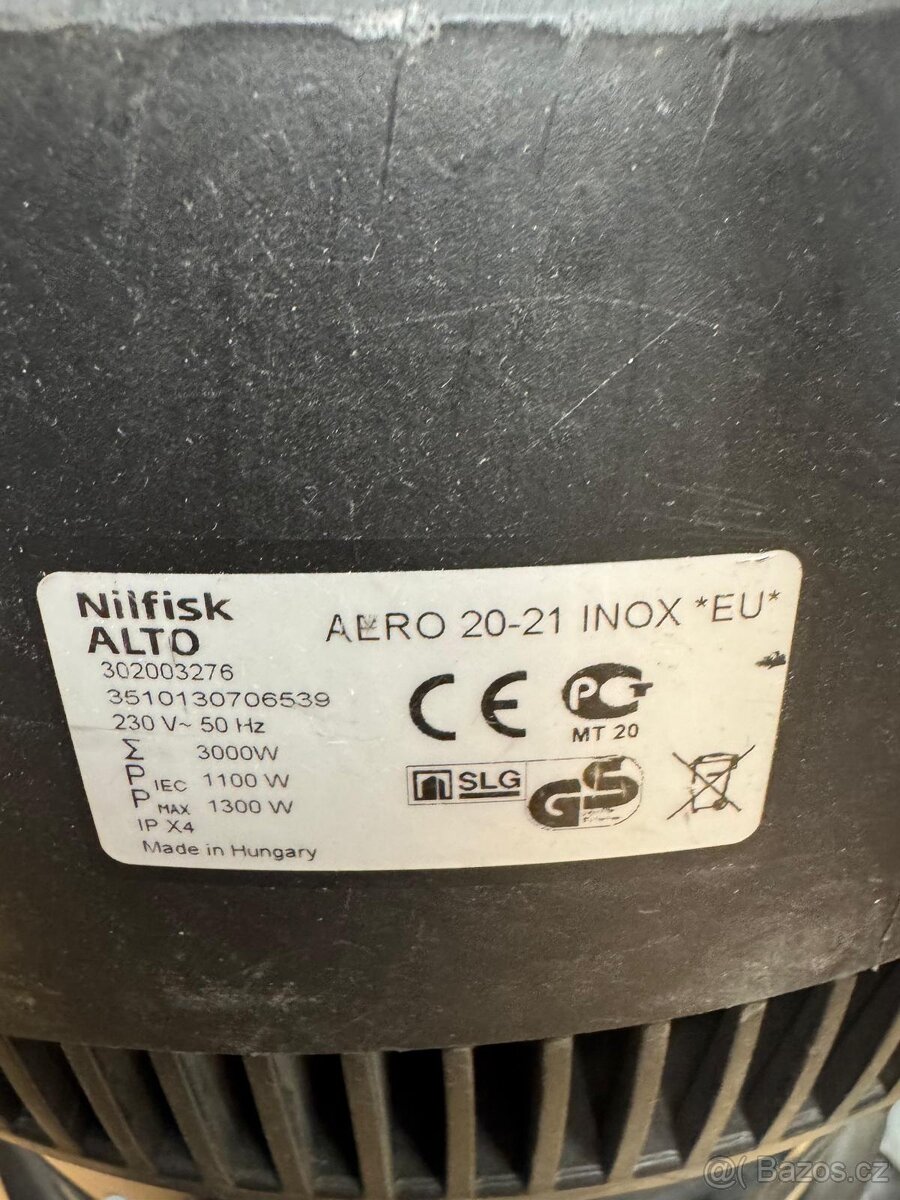 Nilfisk
ALTO
AERO 20-21 INOX *EU*
302003276
3510130706539
230 V~ 50 Hz
Σ 3000W
P IEC 1100 W
P MAX 1300 W
IP X4
Made in Hungary
CE
PCT
MT 20
SLG
GS
@( Bazos.cz